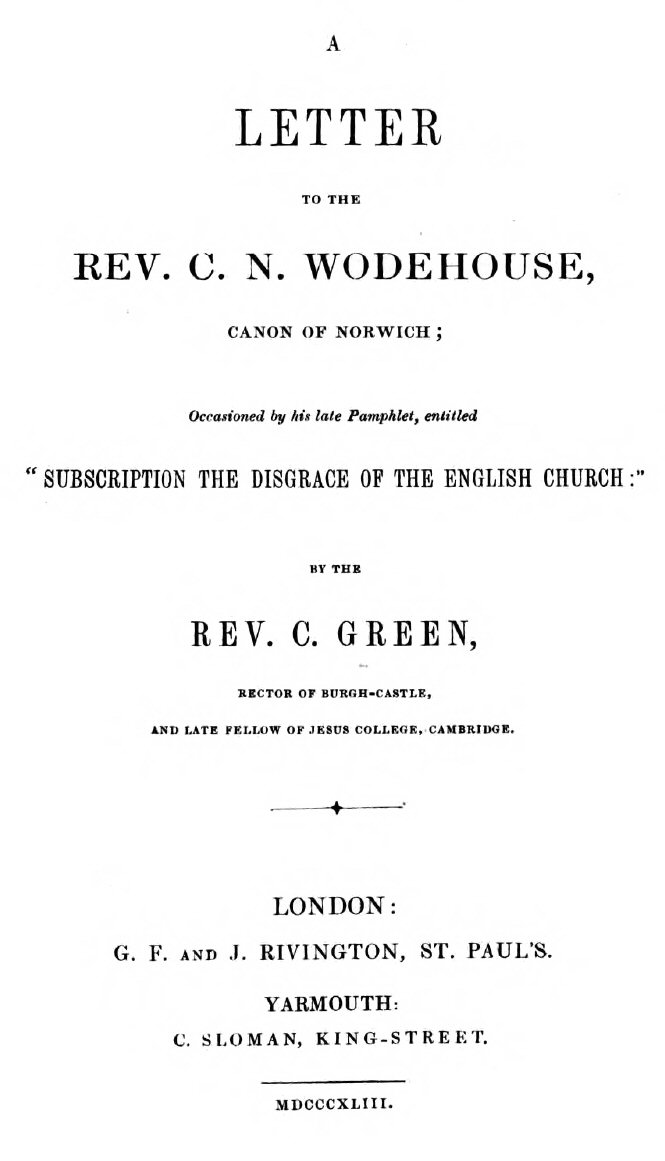 A
LETTER
TO THE
REV. C. N. WODEHOUSE,
CANON OF NORWICH;
Occasioned by his late Pamphlet, entitled
"SUBSCRIPTION THE DISGRACE OF THE ENGLISH CHURCH:"
BY THE
REV. C. GREEN,
RECTOR OF BURGH-CASTLE,
AND LATE FELLOW OF JESUS COLLEGE, CAMBRIDGE.
LONDON:
G. F. AND J. RIVINGTON, ST. PAUL'S.
YARMOUTH:
C. SLOMAN, KING-STREET.
MDCCCXLIII.